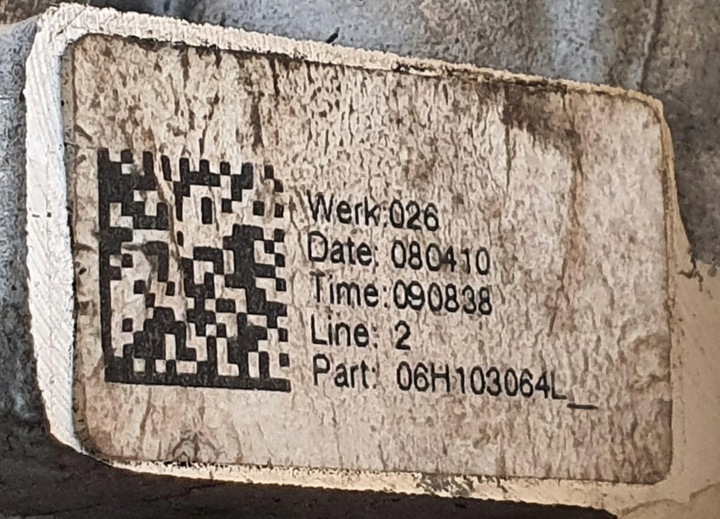 Werk:026
Date: 080410
Time:090838
Line: 2
Part: 06H103064L_